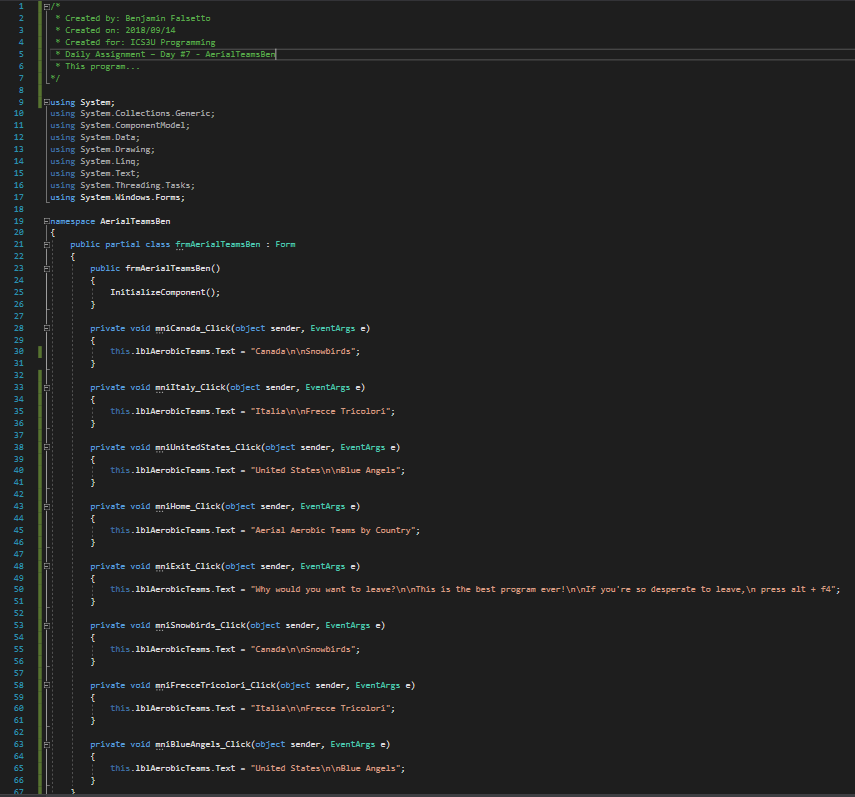 1 /*
2 * Created by: Benjamin Falsetto
3 * Created on: 2018/09/14
4 * Created for: ICS3U Programming
5 * Daily Assignment – Day #7 – AerialTeamsBen
6 * This program...
7 */
8
9 using System;
10 using System.Collections.Generic;
11 using System.ComponentModel;
12 using System.Data;
13 using System.Drawing;
14 using System.Linq;
15 using System.Text;
16 using System.Threading.Tasks;
17 using System.Windows.Forms;
18
19 namespace AerialTeamsBen
20 {
21 public partial class frmAerialTeamsBen : Form
22 {
23 public frmAerialTeamsBen()
24 {
25 InitializeComponent();
26 }
27
28 private void mniCanada_Click(object sender, EventArgs e)
29 {
30 this.lblAerobicTeams.Text = "Canada\n\nSnowbirds";
31 }
32
33 private void mniItaly_Click(object sender, EventArgs e)
34 {
35 this.lblAerobicTeams.Text = "Italia\n\nFrecce Tricolori";
36 }
37
38 private void mniUnitedStates_Click(object sender, EventArgs e)
39 {
40 this.lblAerobicTeams.Text = "United States\n\nBlue Angels";
41 }
42
43 private void mniHome_Click(object sender, EventArgs e)
44 {
45 this.lblAerobicTeams.Text = "Aerial Aerobic Teams by Country";
46 }
47
48 private void mniExit_Click(object sender, EventArgs e)
49 {
50 this.lblAerobicTeams.Text = "Why would you want to leave?\n\nThis is the best program ever!\n\nIf you're so desperate to leave,\n press alt + f4";
51 }
52
53 private void mniSnowbirds_Click(object sender, EventArgs e)
54 {
55 this.lblAerobicTeams.Text = "Canada\n\nSnowbirds";
56 }
57
58 private void mniFrecceTricolori_Click(object sender, EventArgs e)
59 {
60 this.lblAerobicTeams.Text = "Italia\n\nFrecce Tricolori";
61 }
62
63 private void mniBlueAngels_Click(object sender, EventArgs e)
64 {
65 this.lblAerobicTeams.Text = "United States\n\nBlue Angels";
66 }
67 }